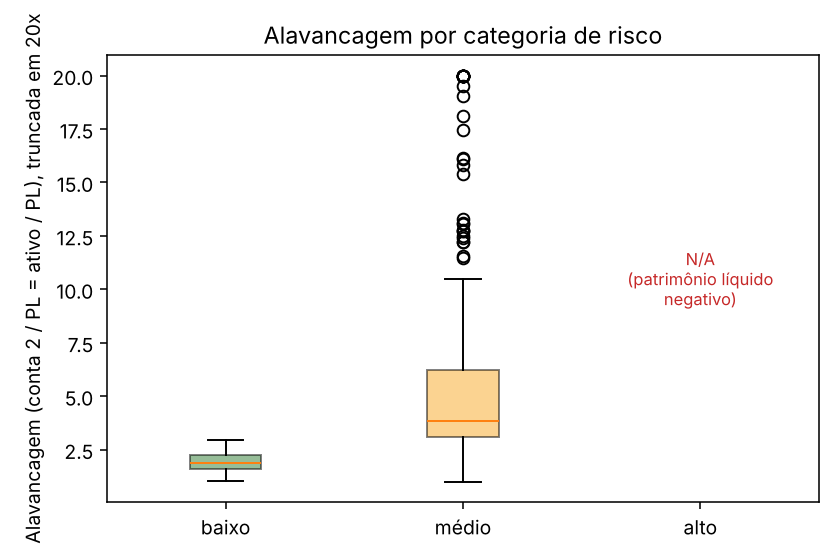 Alavancagem por categoria de risco
Alavancagem (conta 2 / PL = ativo / PL), truncada em 20x
20.0
17.5
15.0
12.5
10.0
7.5
5.0
2.5
N/A
(patrimônio líquido
negativo)
baixo
médio
alto